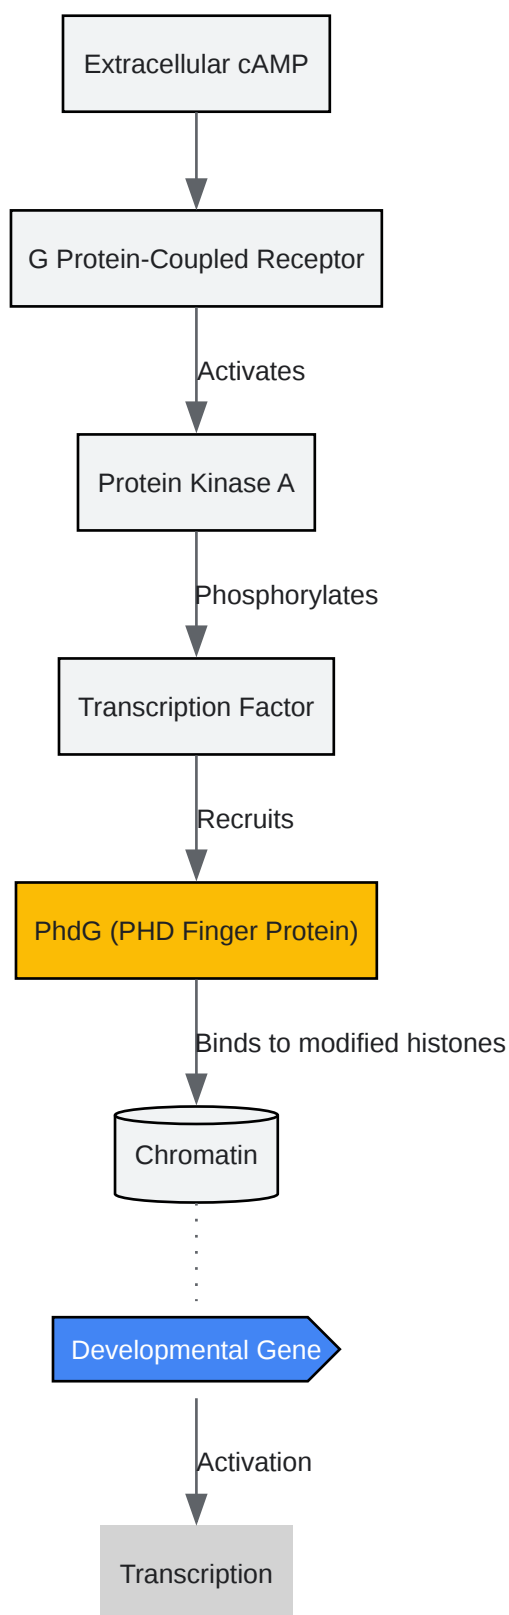 Extracellular cAMP
G Protein-Coupled Receptor
Activates
Protein Kinase A
Phosphorylates
Transcription Factor
Recruits
PhdG (PHD Finger Protein)
Binds to modified histones
Chromatin
Developmental Gene
Activation
Transcription